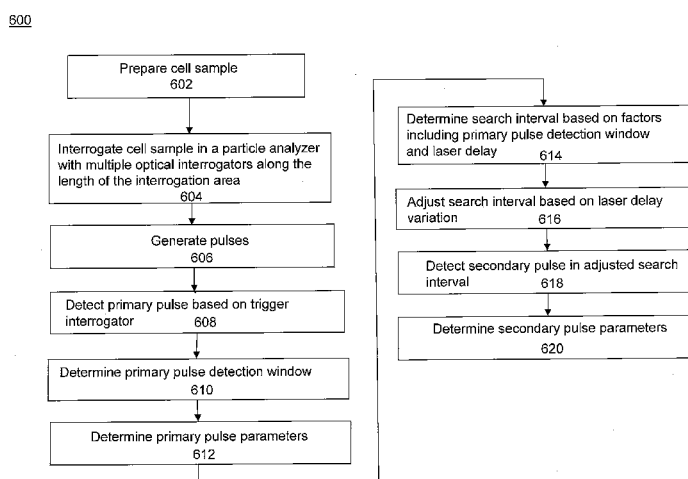 600
Prepare cell sample
602
Interrogate cell sample in a particle analyzer
with multiple optical interrogators along the
length of the interrogation area
604
Generate pulses
606
Detect primary pulse based on trigger
interrogator 608
Determine primary pulse detection window
610
Determine primary pulse parameters
612
Determine search interval based on factors
including primary pulse detection window
and laser delay 614
Adjust search interval based on laser delay
variation 616
Detect secondary pulse in adjusted search
interval 618
Determine secondary pulse parameters
620